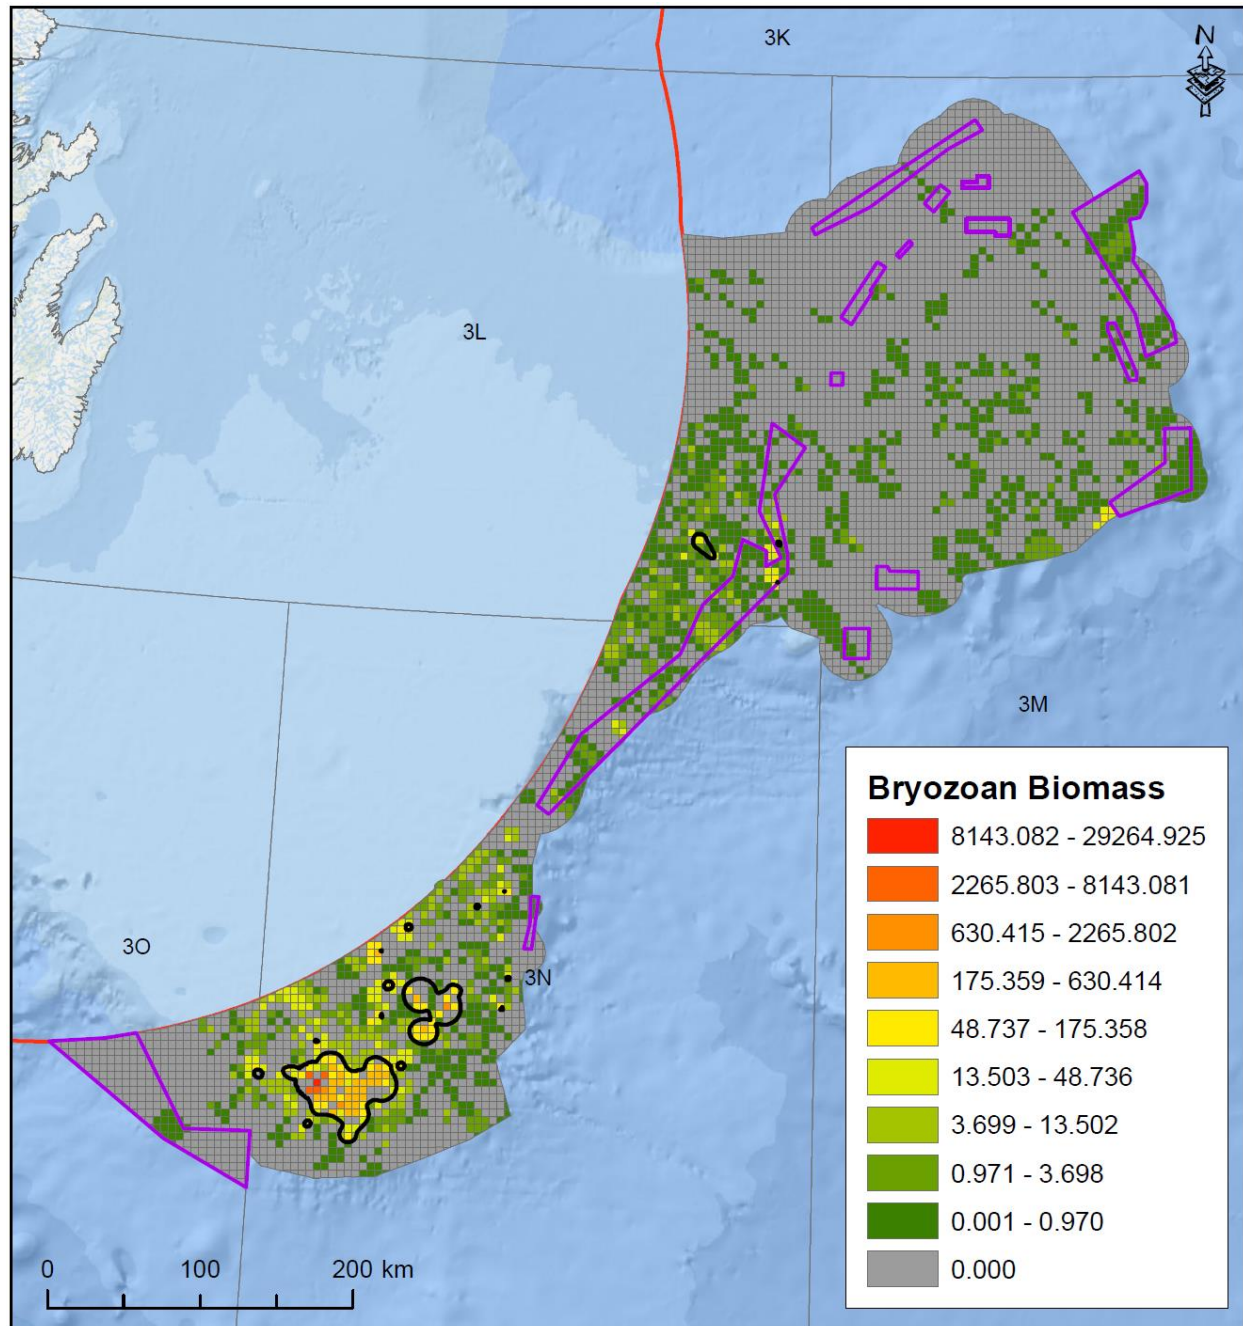 3K
N
3L
3O
3N
3M
Bryozoan Biomass
8143.082 - 29264.925
2265.803 - 8143.081
630.415 - 2265.802
175.359 - 630.414
48.737 - 175.358
13.503 - 48.736
3.699 - 13.502
0.971 - 3.698
0.001 - 0.970
0.000
0 100 200 km